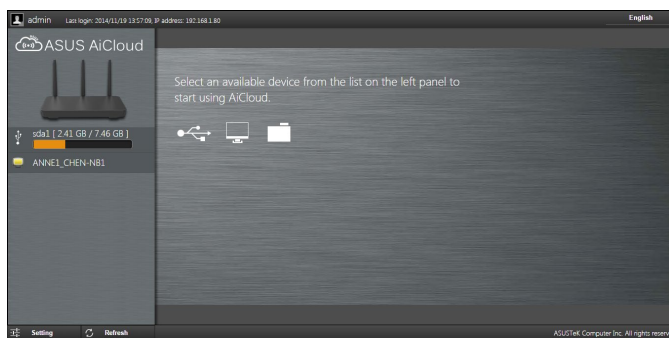 admin Last login: 2014/11/19 13:57:09, IP address: 192.168.1.80
English
ASUS AiCloud
Select an available device from the list on the left panel to
start using AiCloud.
sda1 [ 2.41 GB / 7.46 GB ]
ANNE1_CHEN-NB1
Setting Refresh
ASUSTeK Computer Inc. All rights reserv